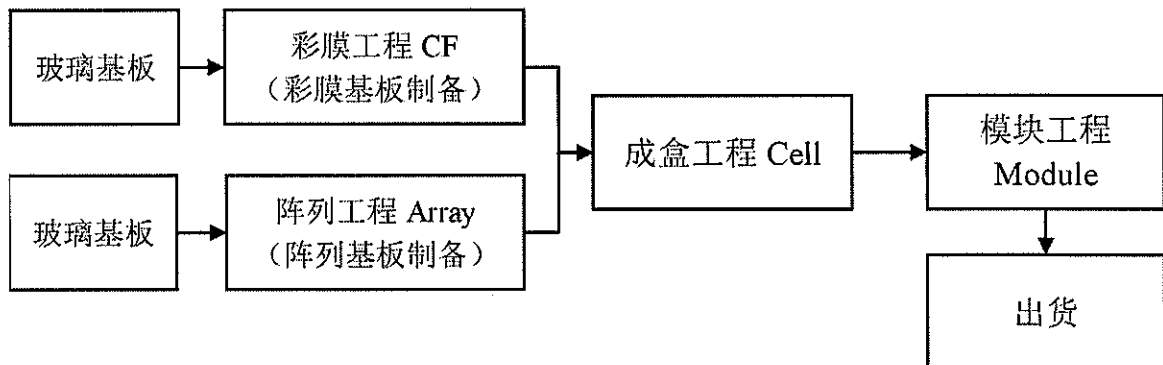 玻璃基板
彩膜工程 CF
（彩膜基板制备）
玻璃基板
阵列工程 Array
（阵列基板制备）
成盒工程 Cell
模块工程
Module
出货